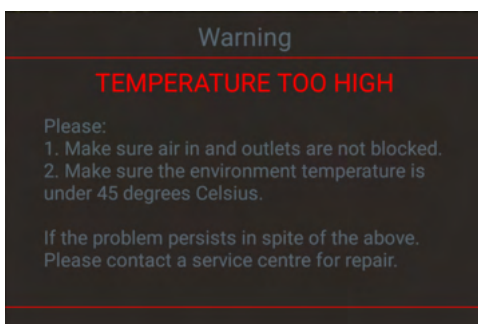 Warning
TEMPERATURE TOO HIGH
Please:
1. Make sure air in and outlets are not blocked.
2. Make sure the environment temperature is
under 45 degrees Celsius.
If the problem persists in spite of the above.
Please contact a service centre for repair.